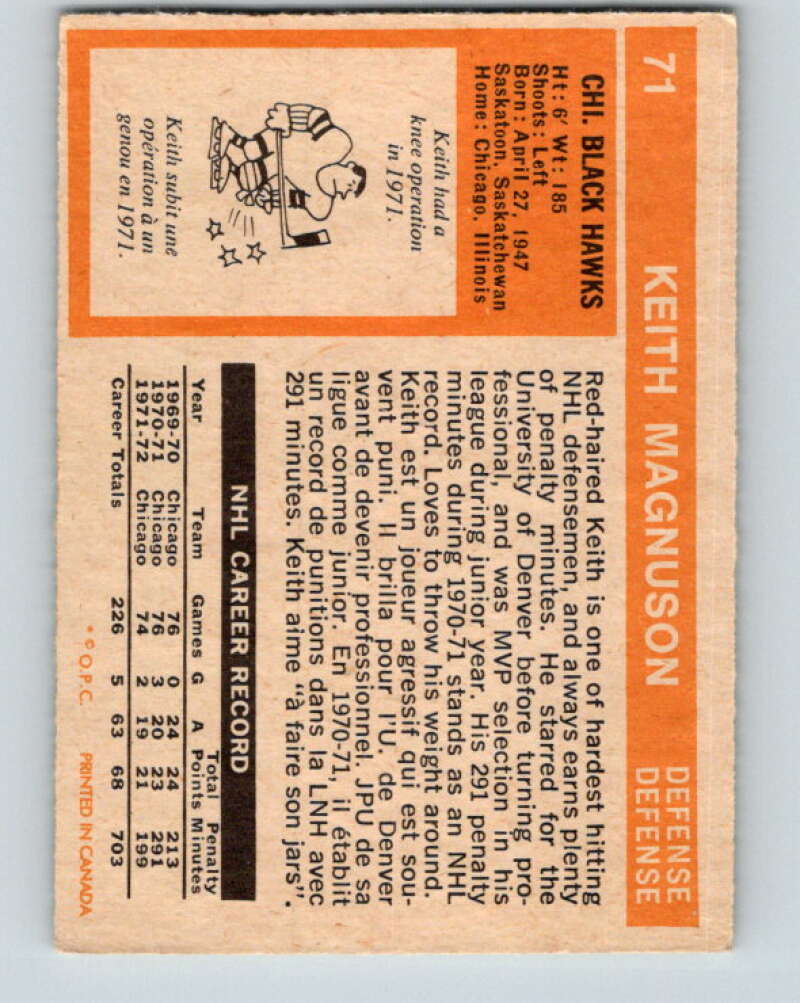 71 KEITH MAGNUSON DEFENSE
DEFENSE
CHI. BLACK HAWKS
Ht: 6' Wt: 185
Shoots: Left
Born: April 27, 1947
Saskatoon, Saskatchewan
Home: Chicago, Illinois
Keith had a
knee operation
in 1971.
Keith subit une
opération à un
genou en 1971.
Red-haired Keith is one of hardest hitting
NHL defensemen, and always earns plenty
of penalty minutes. He starred for the
University of Denver before turning pro-
fessional, and was MVP selection in his
league during junior year. His 291 penalty
minutes during 1970-71 stands as an NHL
record. Loves to throw his weight around.
Keith est un joueur agressif qui est sou-
vent puni. Il brilla pour l'U. de Denver
avant de devenir professionnel. JPU de sa
ligue comme junior. En 1970-71, il établit
un record de punitions dans la LNH avec
291 minutes. Keith aime "à faire son jars".
NHL CAREER RECORD
Total Penalty
Year Team Games G A Points Minutes
1969-70 Chicago 76 0 24 24 213
1970-71 Chicago 76 3 20 23 291
1971-72 Chicago 74 2 19 21 199
Career Totals 226 5 63 68 703
* © O.P.C. PRINTED IN CANADA